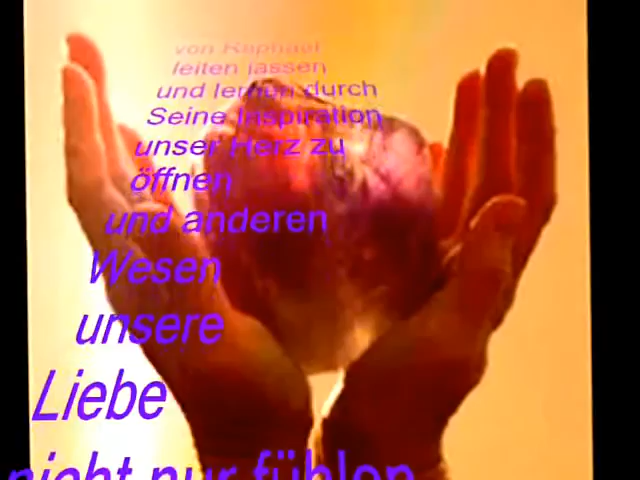 von Raphael
leiten lassen
und lernen durch
Seine Inspiration
unser Herz zu
öffnen
und anderen
Wesen
unsere
Liebe
nicht nur fühlen